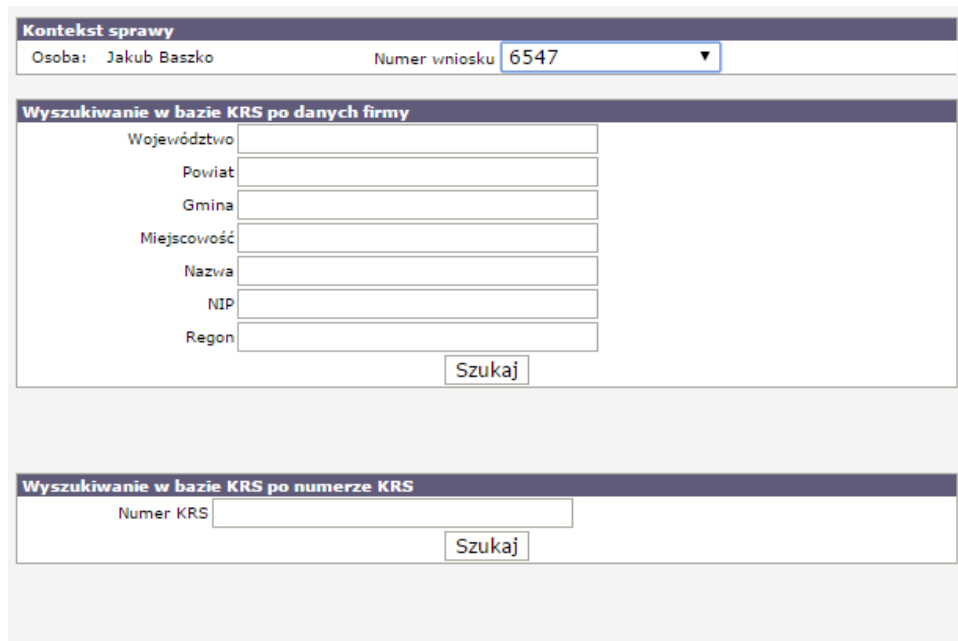 Kontekst sprawy
Osoba: Jakub Baszko Numer wniosku 6547
Wyszukiwanie w bazie KRS po danych firmy
Województwo
Powiat
Gmina
Miejscowość
Nazwa
NIP
Regon
Szukaj
Wyszukiwanie w bazie KRS po numerze KRS
Numer KRS
Szukaj